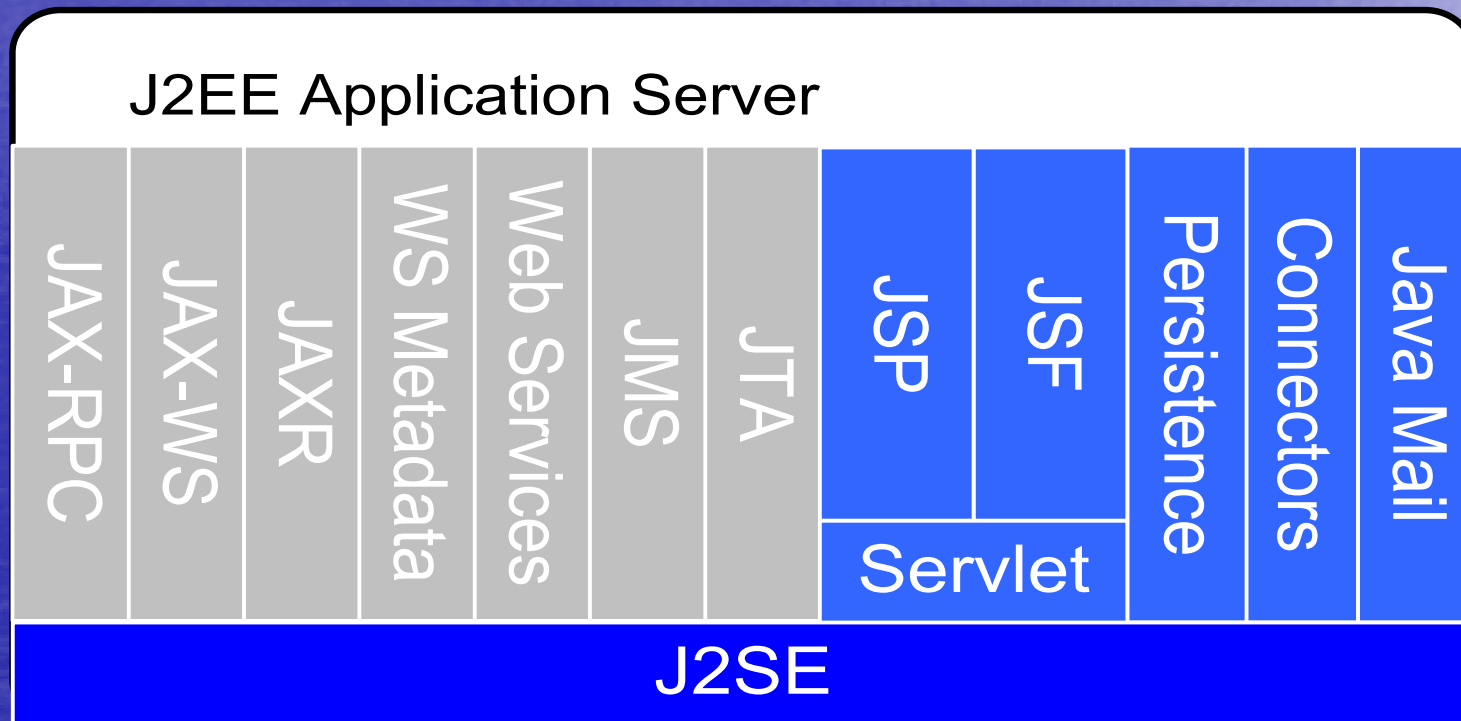 J2EE Application Server
JAX-RPC
JAX-WS
JAXR
WS Metadata
Web Services
JMS
JTA
JSP
JSF
Servlet
Persistence
Connectors
Java Mail
J2SE